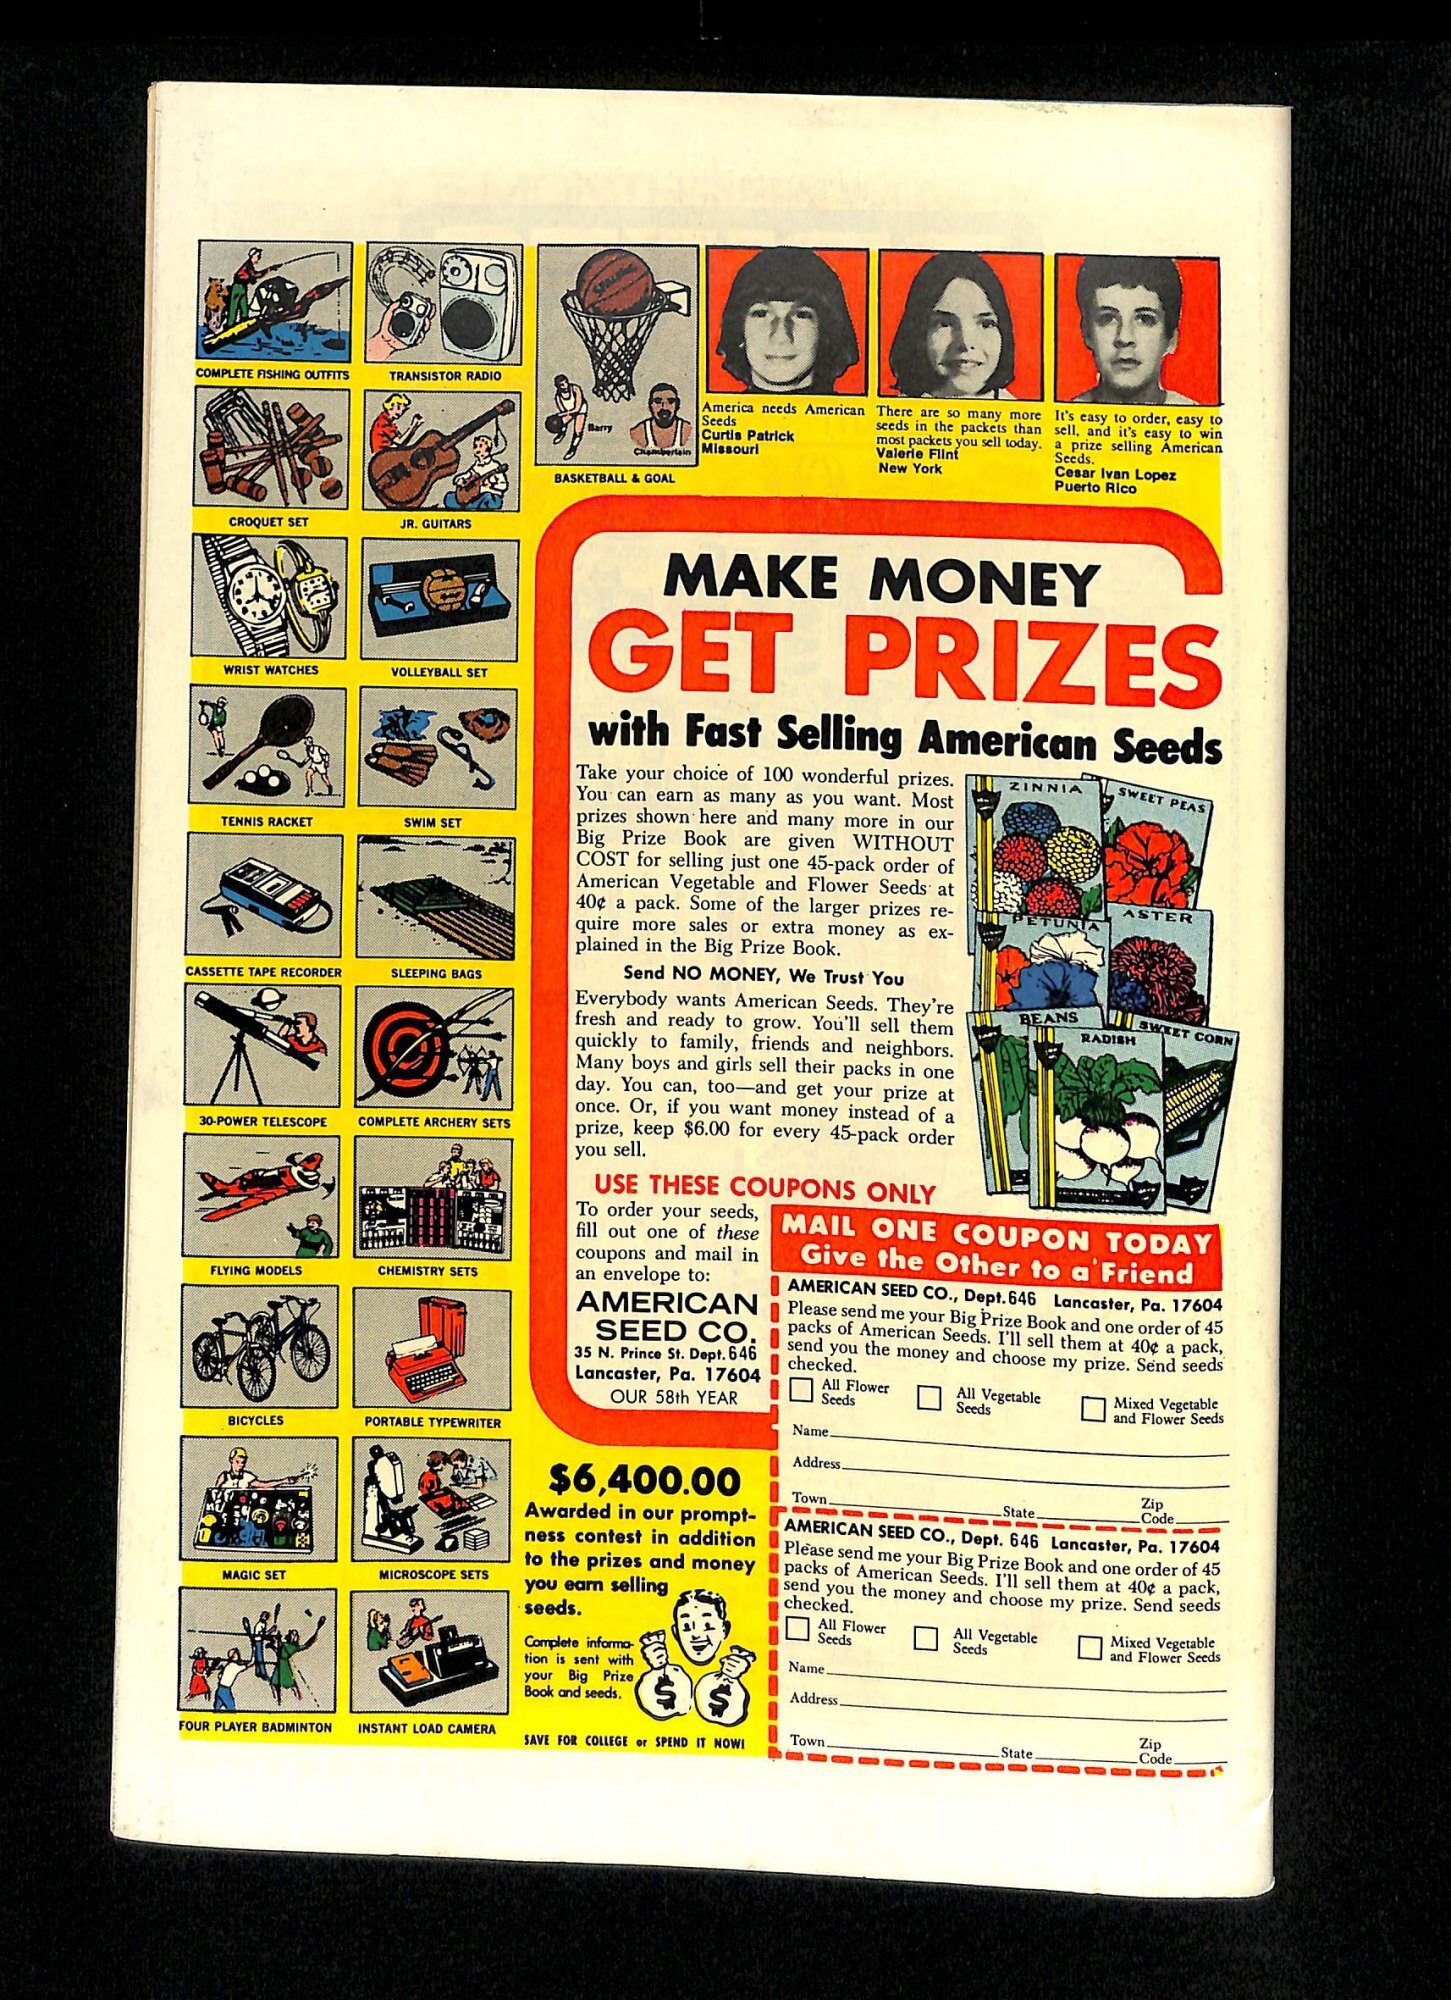 COMPLETE FISHING OUTFITS
TRANSISTOR RADIO
Spalding
Barry
Chamberlain
BASKETBALL & GOAL
America needs American
Seeds
Curtis Patrick
Missouri
There are so many more
seeds in the packets than
most packets you sell today.
Valerie Flint
New York
It's easy to order, easy to
sell, and it's easy to win
a prize selling American
Seeds.
Cesar Ivan Lopez
Puerto Rico
CROQUET SET
JR. GUITARS
WRIST WATCHES
VOLLEYBALL SET
TENNIS RACKET
SWIM SET
CASSETTE TAPE RECORDER
SLEEPING BAGS
30-POWER TELESCOPE
COMPLETE ARCHERY SETS
FLYING MODELS
CHEMISTRY SETS
BICYCLES
PORTABLE TYPEWRITER
MAGIC SET
MICROSCOPE SETS
FOUR PLAYER BADMINTON
INSTANT LOAD CAMERA
MAKE MONEY
GET PRIZES
with Fast Selling American Seeds
Take your choice of 100 wonderful prizes.
You can earn as many as you want. Most
prizes shown here and many more in our
Big Prize Book are given WITHOUT
COST for selling just one 45-pack order of
American Vegetable and Flower Seeds at
40¢ a pack. Some of the larger prizes re-
quire more sales or extra money as ex-
plained in the Big Prize Book.
Send NO MONEY, We Trust You
Everybody wants American Seeds. They're
fresh and ready to grow. You'll sell them
quickly to family, friends and neighbors.
Many boys and girls sell their packs in one
day. You can, too—and get your prize at
once. Or, if you want money instead of a
prize, keep $6.00 for every 45-pack order
you sell.
ZINNIA
SWEET PEAS
PETUNIA
ASTER
BEANS
RADISH
SWEET CORN
USE THESE COUPONS ONLY
To order your seeds,
fill out one of these
coupons and mail in
an envelope to:
AMERICAN
SEED CO.
35 N. Prince St. Dept. 646
Lancaster, Pa. 17604
OUR 58th YEAR
$6,400.00
Awarded in our prompt-
ness contest in addition
to the prizes and money
you earn selling
seeds.
Complete informa-
tion is sent with
your Big Prize
Book and seeds.
$ $
SAVE FOR COLLEGE or SPEND IT NOW!
MAIL ONE COUPON TODAY
Give the Other to a Friend
AMERICAN SEED CO., Dept. 646 Lancaster, Pa. 17604
Please send me your Big Prize Book and one order of 45
packs of American Seeds. I'll sell them at 40¢ a pack,
send you the money and choose my prize. Send seeds
checked.
All Flower
Seeds
All Vegetable
Seeds
Mixed Vegetable
and Flower Seeds
Name
Address
Town State Zip
Code
AMERICAN SEED CO., Dept. 646 Lancaster, Pa. 17604
Please send me your Big Prize Book and one order of 45
packs of American Seeds. I'll sell them at 40¢ a pack,
send you the money and choose my prize. Send seeds
checked.
All Flower
Seeds
All Vegetable
Seeds
Mixed Vegetable
and Flower Seeds
Name
Address
Town State Zip
Code